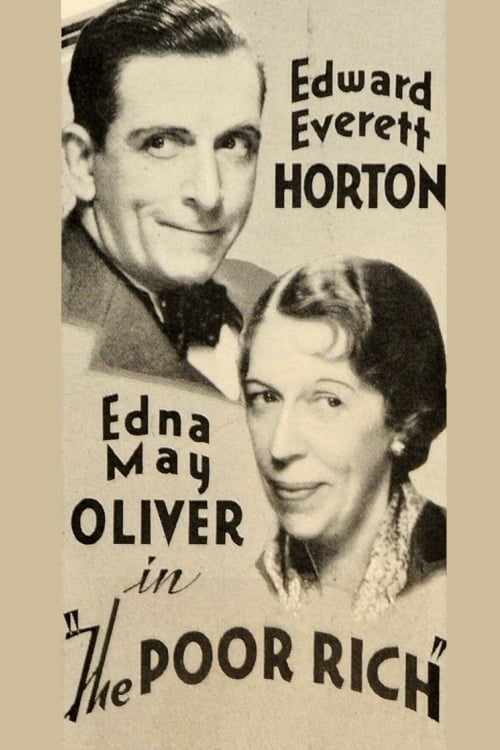 Edward
Everett
HORTON
Edna
May
OLIVER
in
"The POOR RICH"